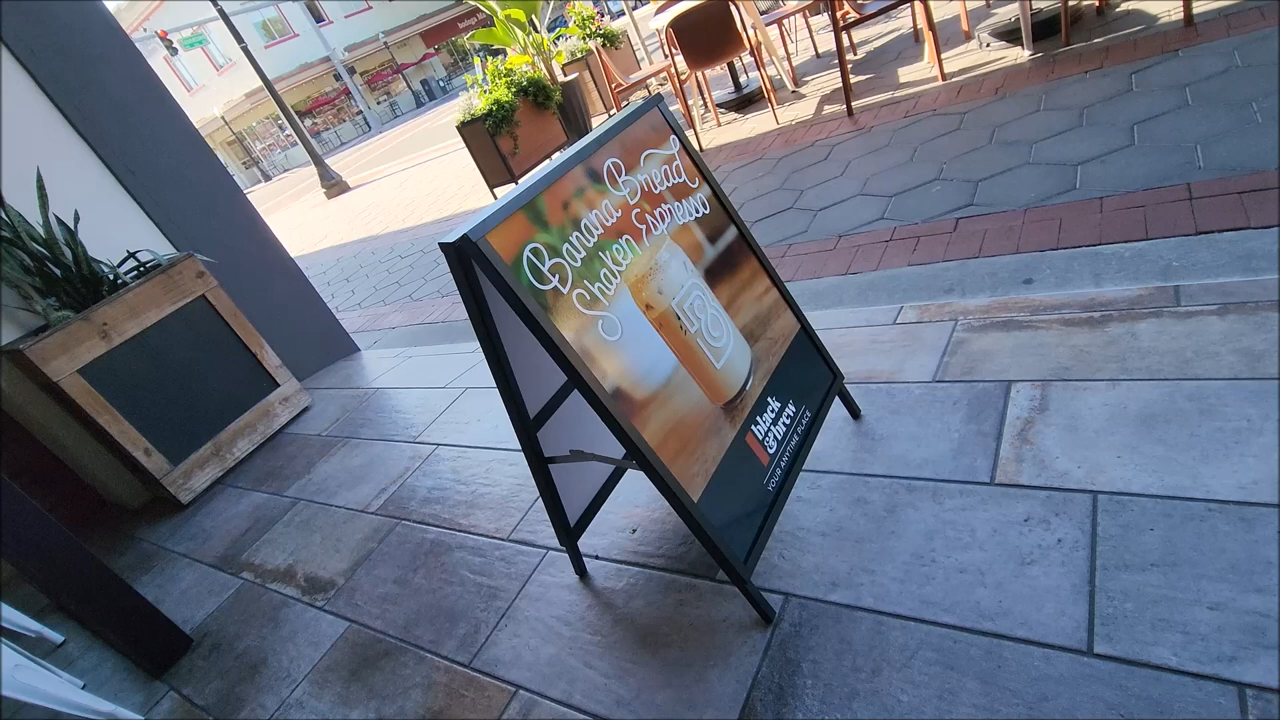 Banana Bread
Shaken Espresso
B
black
&brew
YOUR ANYTIME PLACE